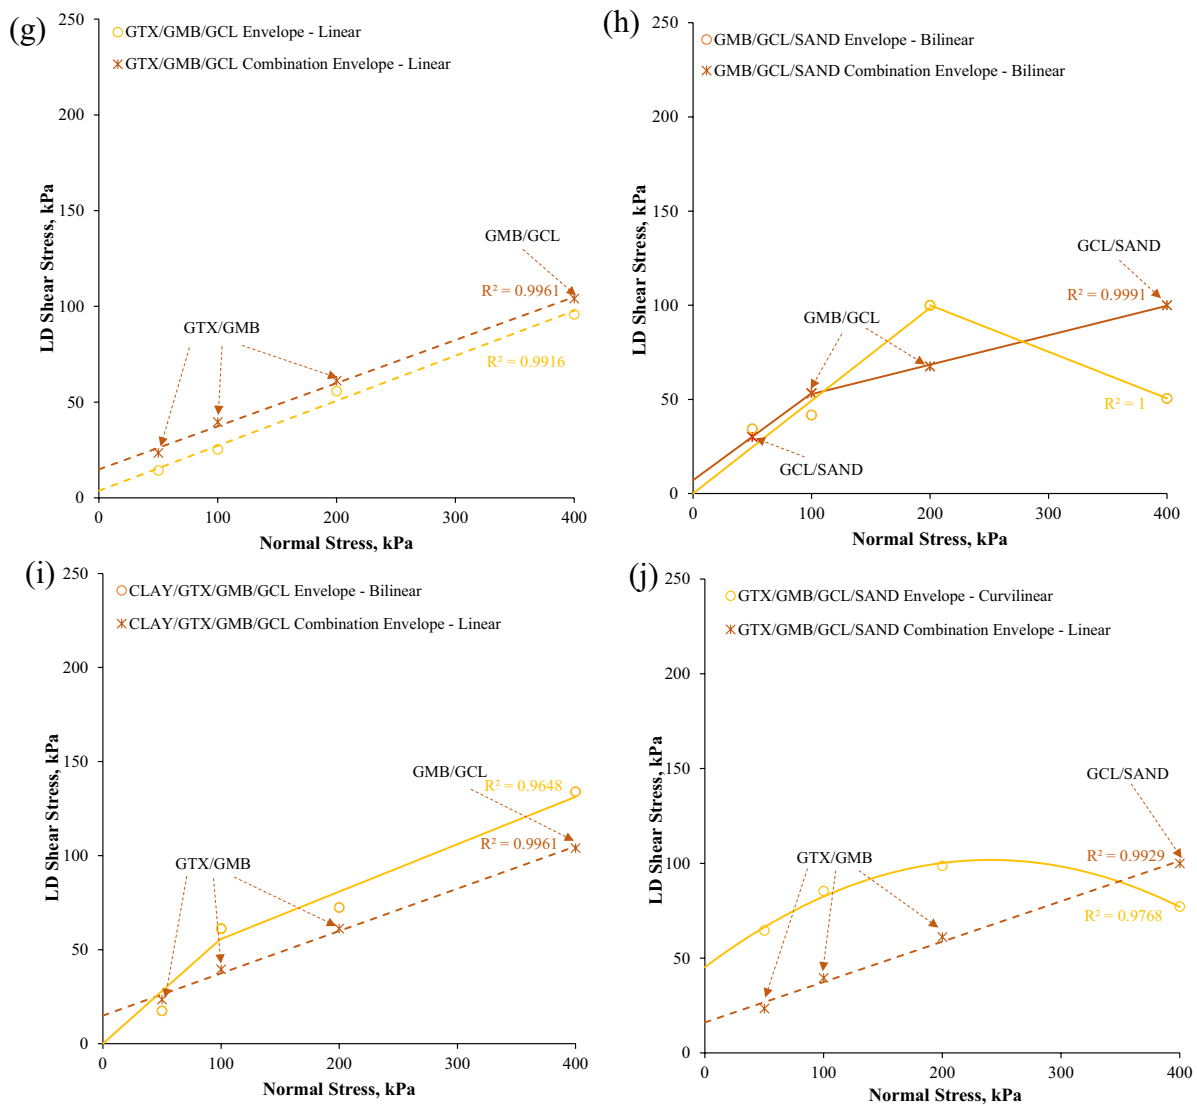 (g)
GTX/GMB/GCL Envelope - Linear
GTX/GMB/GCL Combination Envelope - Linear
250
200
150
100
50
0
LD Shear Stress, kPa
GMB/GCL
R² = 0.9961
GTX/GMB
R² = 0.9916
0 100 200 300 400
Normal Stress, kPa
(h)
GMB/GCL/SAND Envelope - Bilinear
GMB/GCL/SAND Combination Envelope - Bilinear
250
200
150
100
50
0
LD Shear Stress, kPa
GCL/SAND
R² = 0.9991
GMB/GCL
R² = 1
GCL/SAND
0 100 200 300 400
Normal Stress, kPa
(i)
CLAY/GTX/GMB/GCL Envelope - Bilinear
CLAY/GTX/GMB/GCL Combination Envelope - Linear
250
200
150
100
50
0
LD Shear Stress, kPa
GMB/GCL
R² = 0.9648
R² = 0.9961
GTX/GMB
0 100 200 300 400
Normal Stress, kPa
(j)
GTX/GMB/GCL/SAND Envelope - Curvilinear
GTX/GMB/GCL/SAND Combination Envelope - Linear
250
200
150
100
50
0
LD Shear Stress, kPa
GCL/SAND
R² = 0.9929
GTX/GMB
R² = 0.9768
0 100 200 300 400
Normal Stress, kPa